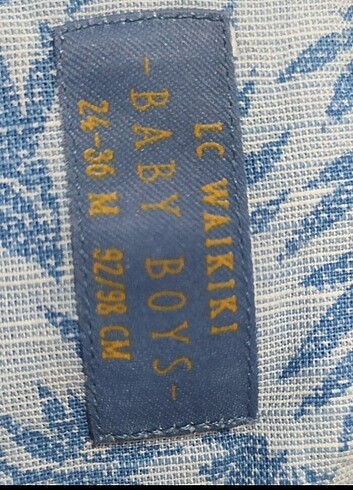 LC WAIKIKI
-BABY BOYS-
24-36 M 92/98 CM